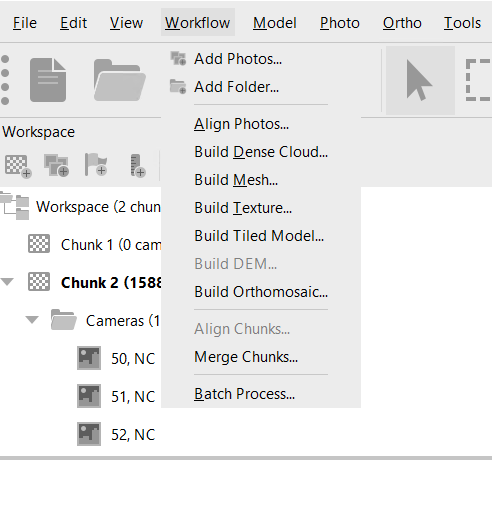 File Edit View Workflow Model Photo Ortho Tools
Add Photos...
Add Folder...
Align Photos...
Build Dense Cloud...
Build Mesh...
Build Texture...
Build Tiled Model...
Build DEM...
Build Orthomosaic...
Align Chunks...
Merge Chunks...
Batch Process...
Workspace
Workspace (2 chun
Chunk 1 (0 cam
Chunk 2 (1588
Cameras (1
50, NC
51, NC
52, NC